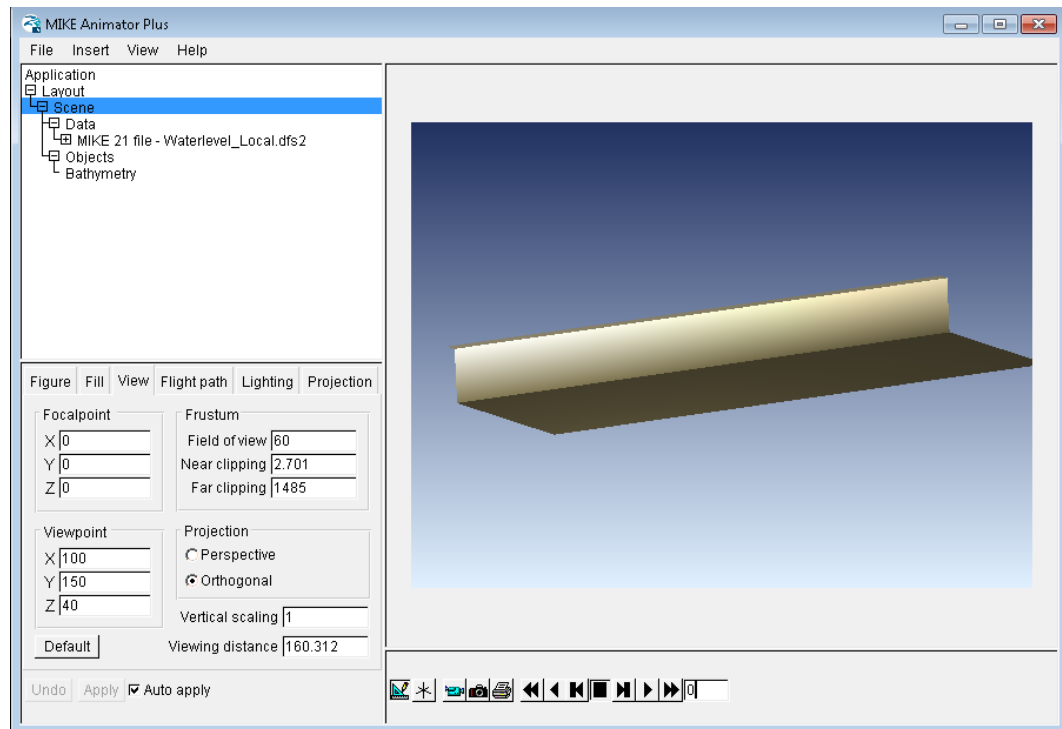 MIKE Animator Plus
File Insert View Help
Application
Layout
Scene
Data
MIKE 21 file - Waterlevel_Local.dfs2
Objects
Bathymetry
Figure Fill View Flight path Lighting Projection
Focalpoint
X 0
Y 0
Z 0
Frustum
Field of view 60
Near clipping 2.701
Far clipping 1485
Viewpoint
X 100
Y 150
Z 40
Projection
Perspective
Orthogonal
Vertical scaling 1
Default Viewing distance 160.312
Undo Apply Auto apply
0